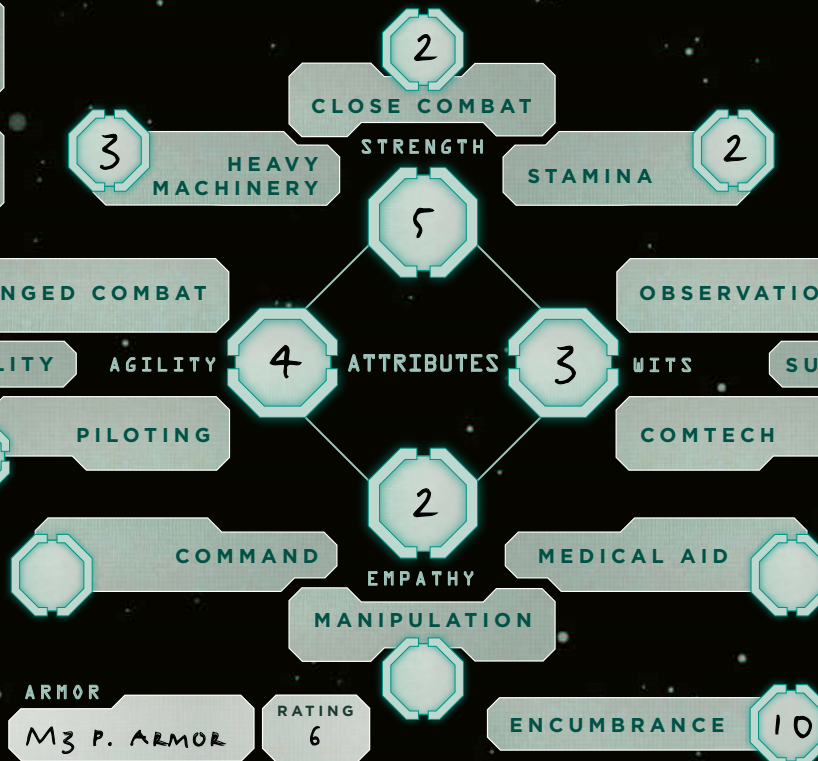 2
CLOSE COMBAT
STRENGTH
3
HEAVY
MACHINERY
STAMINA
2
5
NGED COMBAT
OBSERVATIO
LITY
AGILITY
4
ATTRIBUTES
3
WITS
SU
PILOTING
COMTECH
2
EMPATHY
COMMAND
MEDICAL AID
MANIPULATION
ARMOR
M3 P. ARMOR
RATING
6
ENCUMBRANCE
10